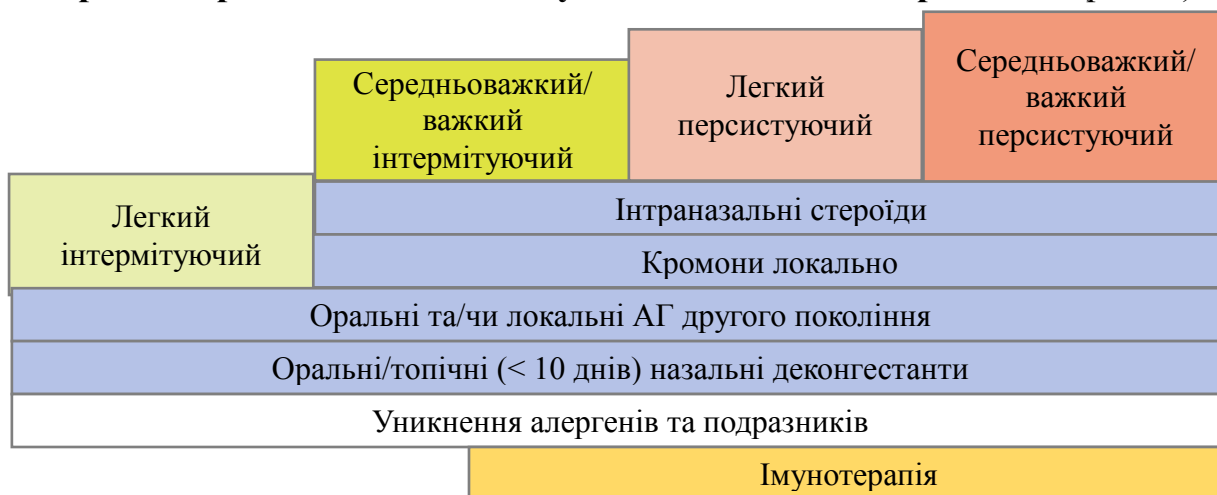 Середньоважкий/
важкий
інтермітуючий
Легкий
персистуючий
Середньоважкий/
важкий
персистуючий
Легкий
інтермітуючий
Інтраназальні стероїди
Кромони локально
Оральні та/чи локальні АГ другого покоління
Оральні/топічні (< 10 днів) назальні деконгестанти
Уникнення алергенів та подразників
Імунотерапія